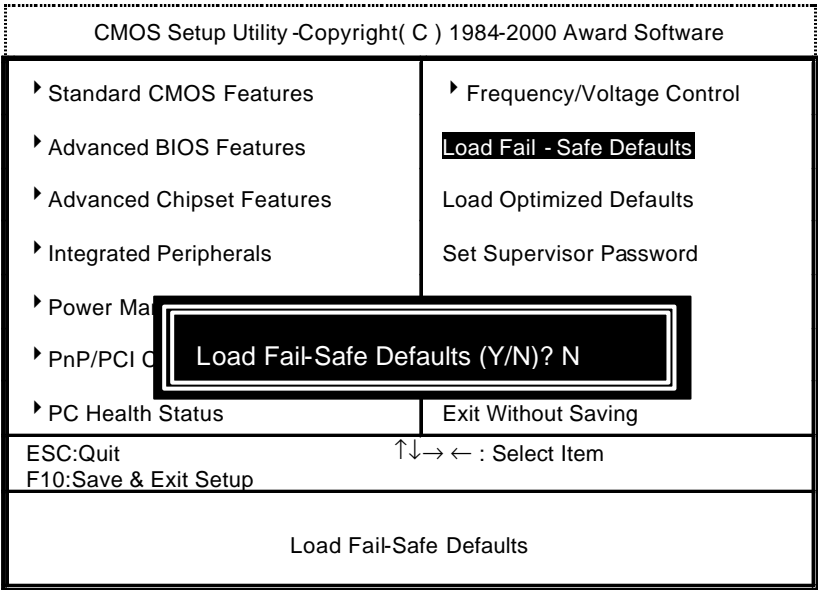 CMOS Setup Utility -Copyright( C ) 1984-2000 Award Software
Standard CMOS Features
Frequency/Voltage Control
Advanced BIOS Features
Load Fail - Safe Defaults
Advanced Chipset Features
Load Optimized Defaults
Integrated Peripherals
Set Supervisor Password
Power
PnP/PCI
Load Fail-Safe Defaults (Y/N)? N
PC Health Status
Exit Without Saving
ESC:Quit
↑↓→ ← : Select Item
F10:Save & Exit Setup
Load Fail-Safe Defaults